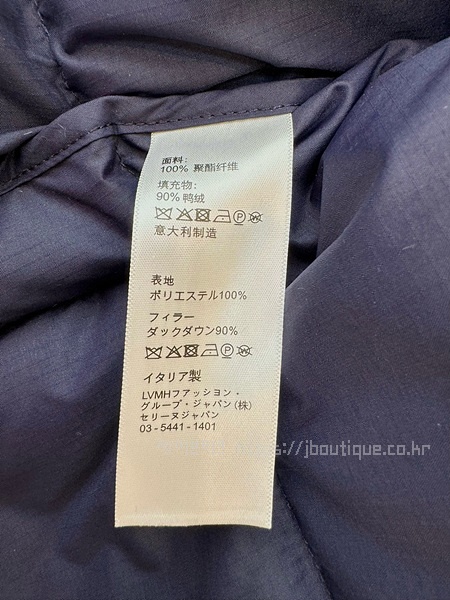 面料:
100% 聚酯纤维
填充物:
90% 鸭绒
意大利制造
表地
ポリエステル100%
フィラー
ダックダウン90%
イタリア製
LVMHファッション・
グループ・ジャパン(株)
セリーヌジャパン
03-5441-1401
://jboutique.co.kr